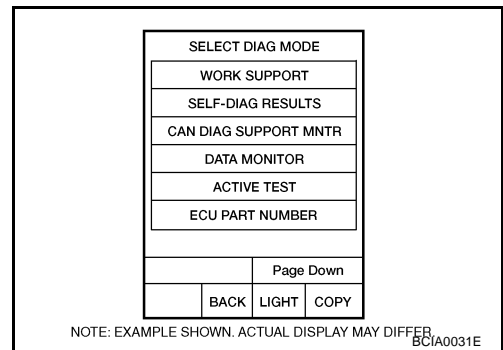 SELECT DIAG MODE
WORK SUPPORT
SELF-DIAG RESULTS
CAN DIAG SUPPORT MNTR
DATA MONITOR
ACTIVE TEST
ECU PART NUMBER
Page Down
BACK LIGHT COPY
NOTE: EXAMPLE SHOWN. ACTUAL DISPLAY MAY DIFFER.
BCIA0031E